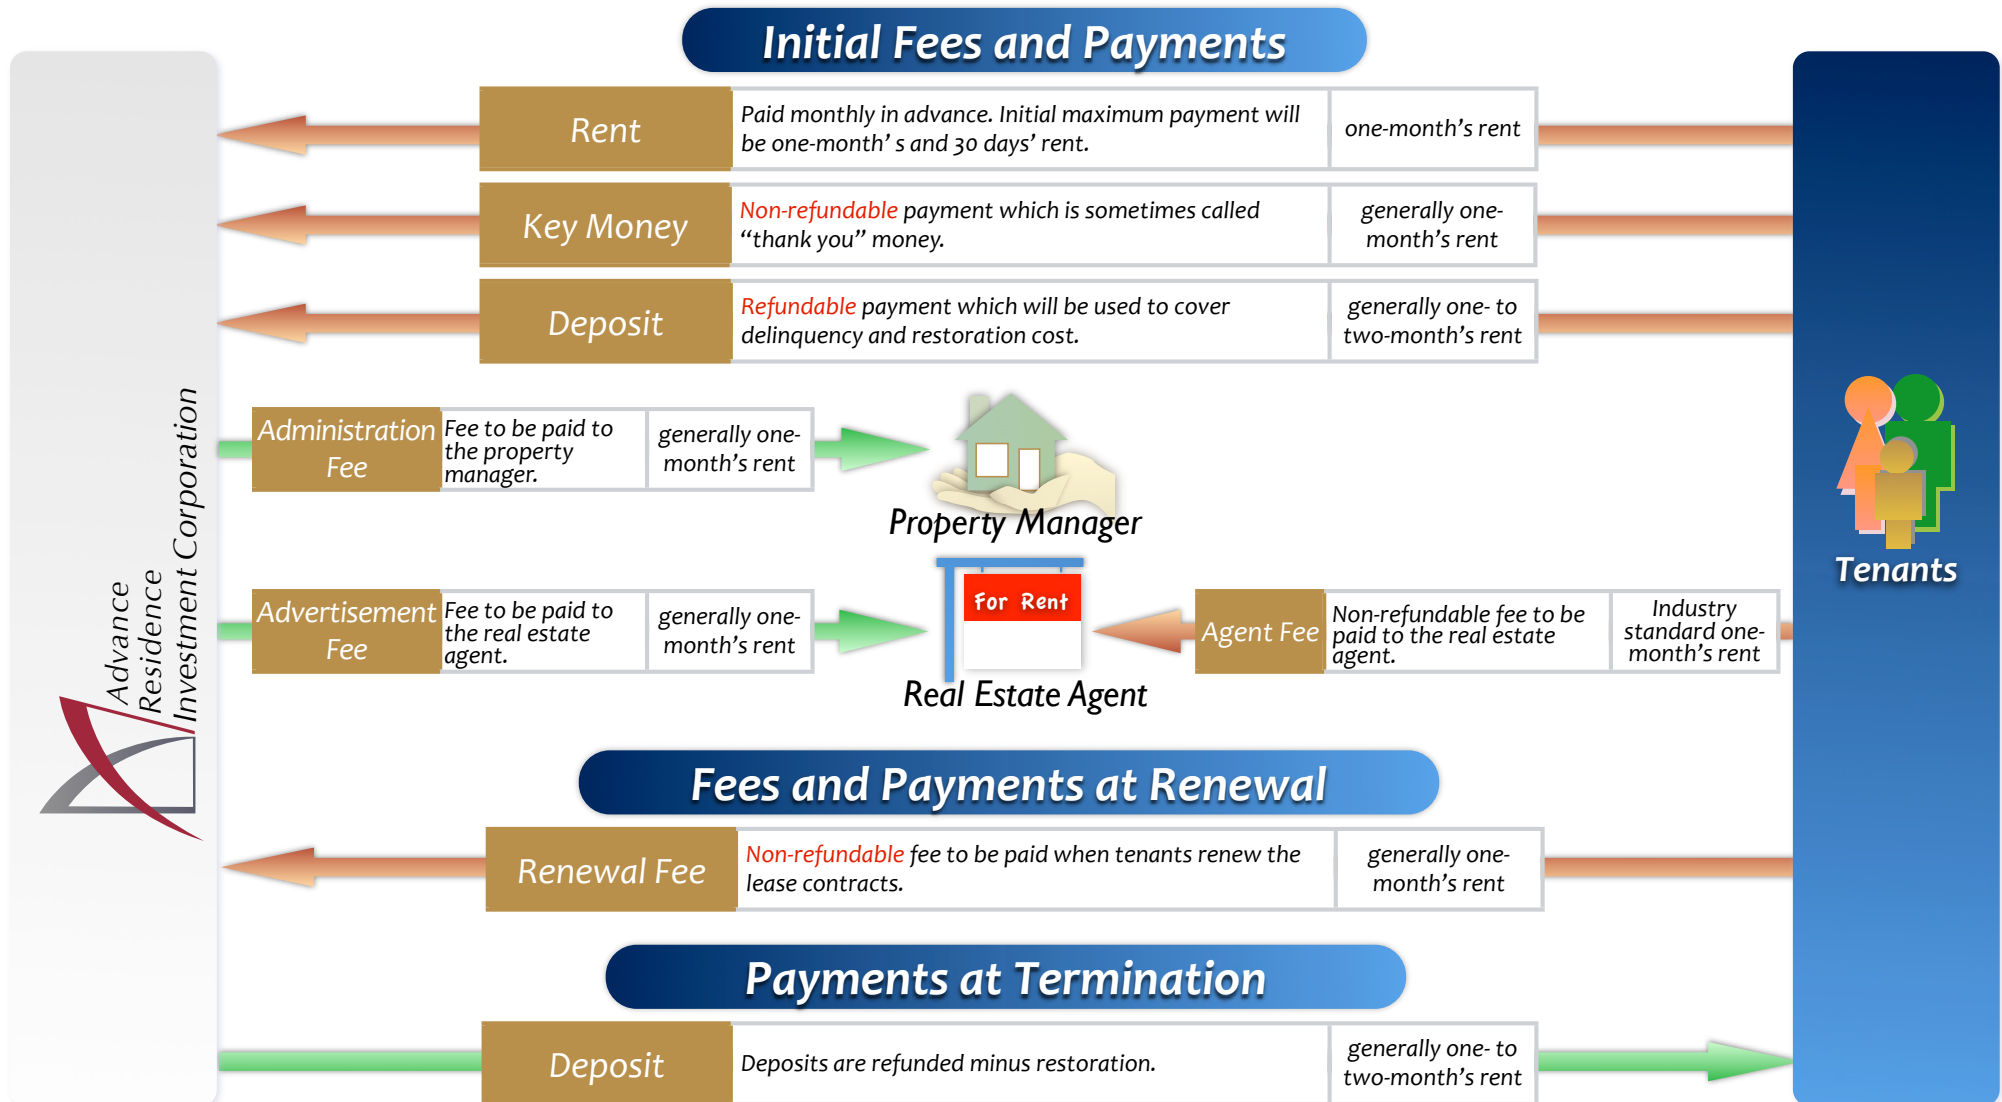 Initial Fees and Payments
Rent
Paid monthly in advance. Initial maximum payment will
be one-month' s and 30 days' rent.
one-month's rent
Key Money
Non-refundable payment which is sometimes called
“thank you” money.
generally one-
month's rent
Deposit
Refundable payment which will be used to cover
delinquency and restoration cost.
generally one- to
two-month's rent
Advance
Residence
Investment Corporation
Administration
Fee
Fee to be paid to
the property
manager.
generally one-
month's rent
Property Manager
Tenants
Advertisement
Fee
Fee to be paid to
the real estate
agent.
generally one-
month's rent
For Rent
Real Estate Agent
Agent Fee
Non-refundable fee to be
paid to the real estate
agent.
Industry
standard one-
month's rent
Fees and Payments at Renewal
Renewal Fee
Non-refundable fee to be paid when tenants renew the
lease contracts.
generally one-
month's rent
Payments at Termination
Deposit
Deposits are refunded minus restoration.
generally one- to
two-month's rent